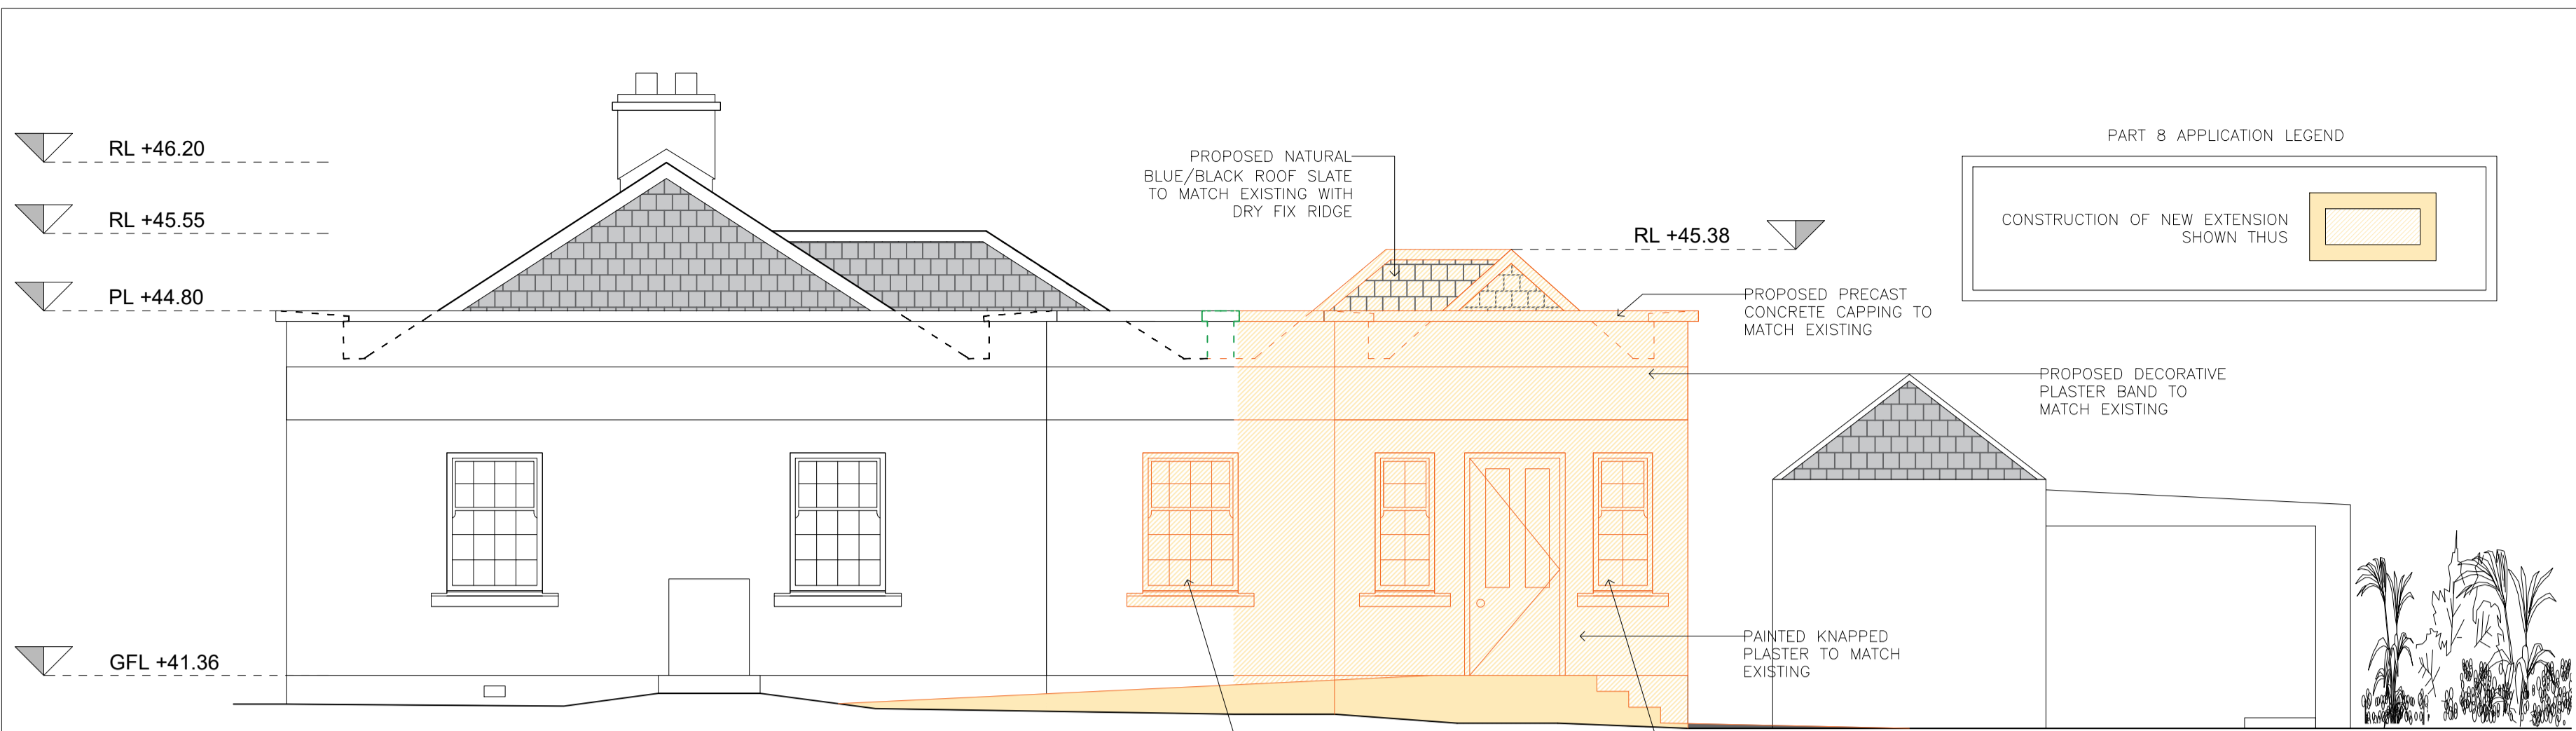 RL +46.20
RL +45.55
PL +44.80
GFL +41.36
PROPOSED NATURAL
BLUE/BLACK ROOF SLATE
TO MATCH EXISTING WITH
DRY FIX RIDGE
RL +45.38
PROPOSED PRECAST
CONCRETE CAPPING TO
MATCH EXISTING
PROPOSED DECORATIVE
PLASTER BAND TO
MATCH EXISTING
PAINTED KNAPPED
PLASTER TO MATCH
EXISTING
PART 8 APPLICATION LEGEND
CONSTRUCTION OF NEW EXTENSION
SHOWN THUS